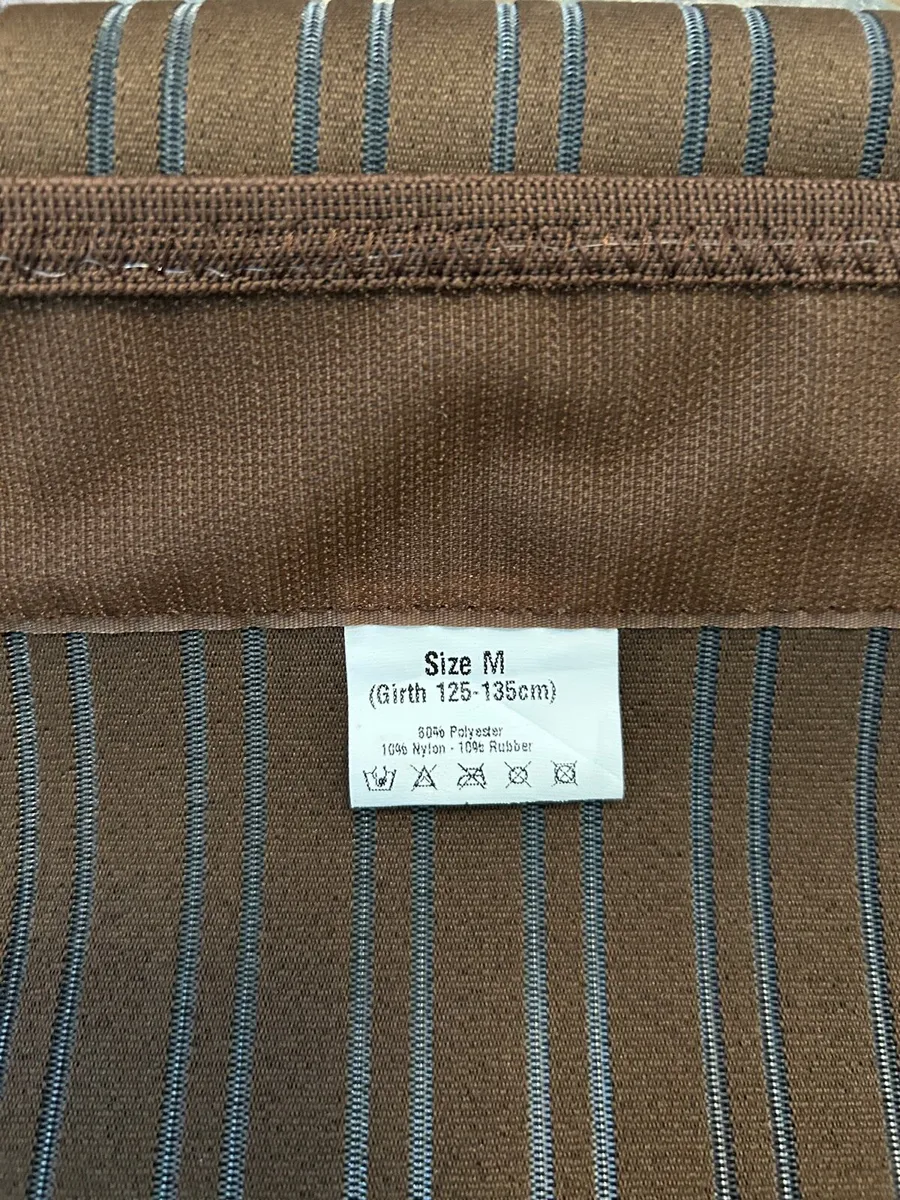 Size M
(Girth 125-135cm)
80% Polyester
10% Nylon - 10% Rubber